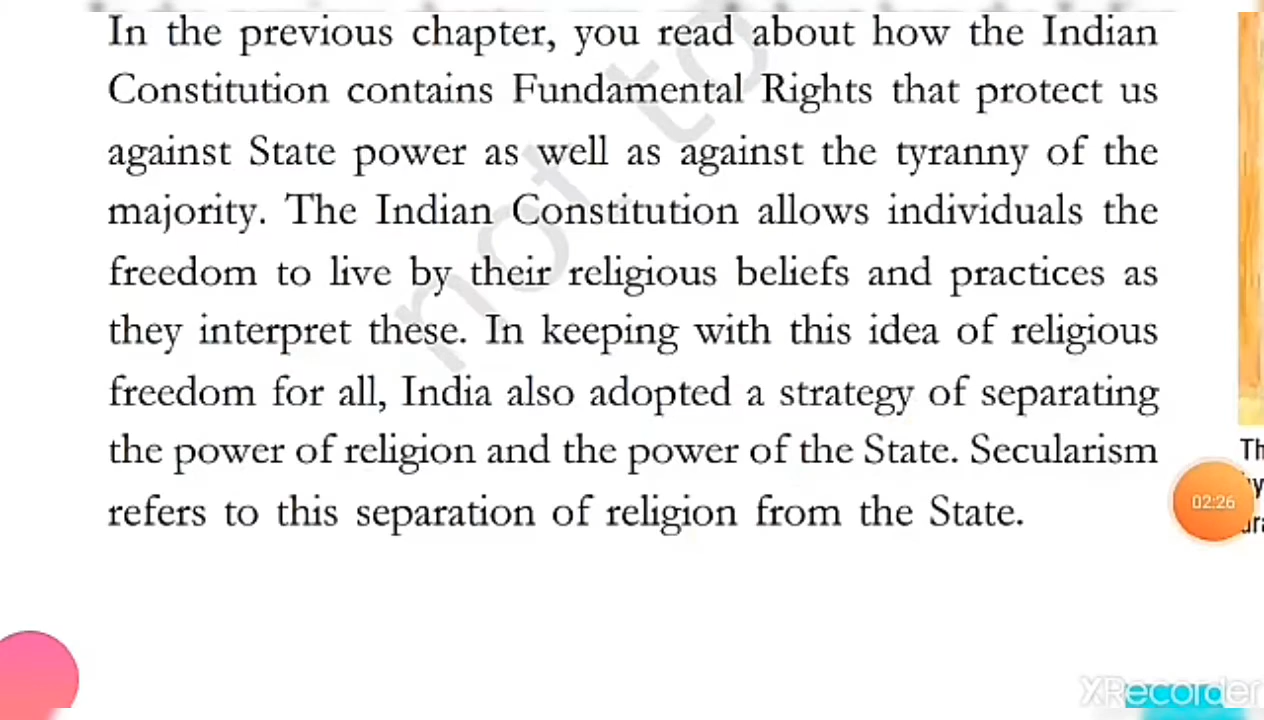 In the previous chapter, you read about how the Indian
Constitution contains Fundamental Rights that protect us
against State power as well as against the tyranny of the
majority. The Indian Constitution allows individuals the
freedom to live by their religious beliefs and practices as
they interpret these. In keeping with this idea of religious
freedom for all, India also adopted a strategy of separating
the power of religion and the power of the State. Secularism
refers to this separation of religion from the State.
not to
02:26
XRecorder